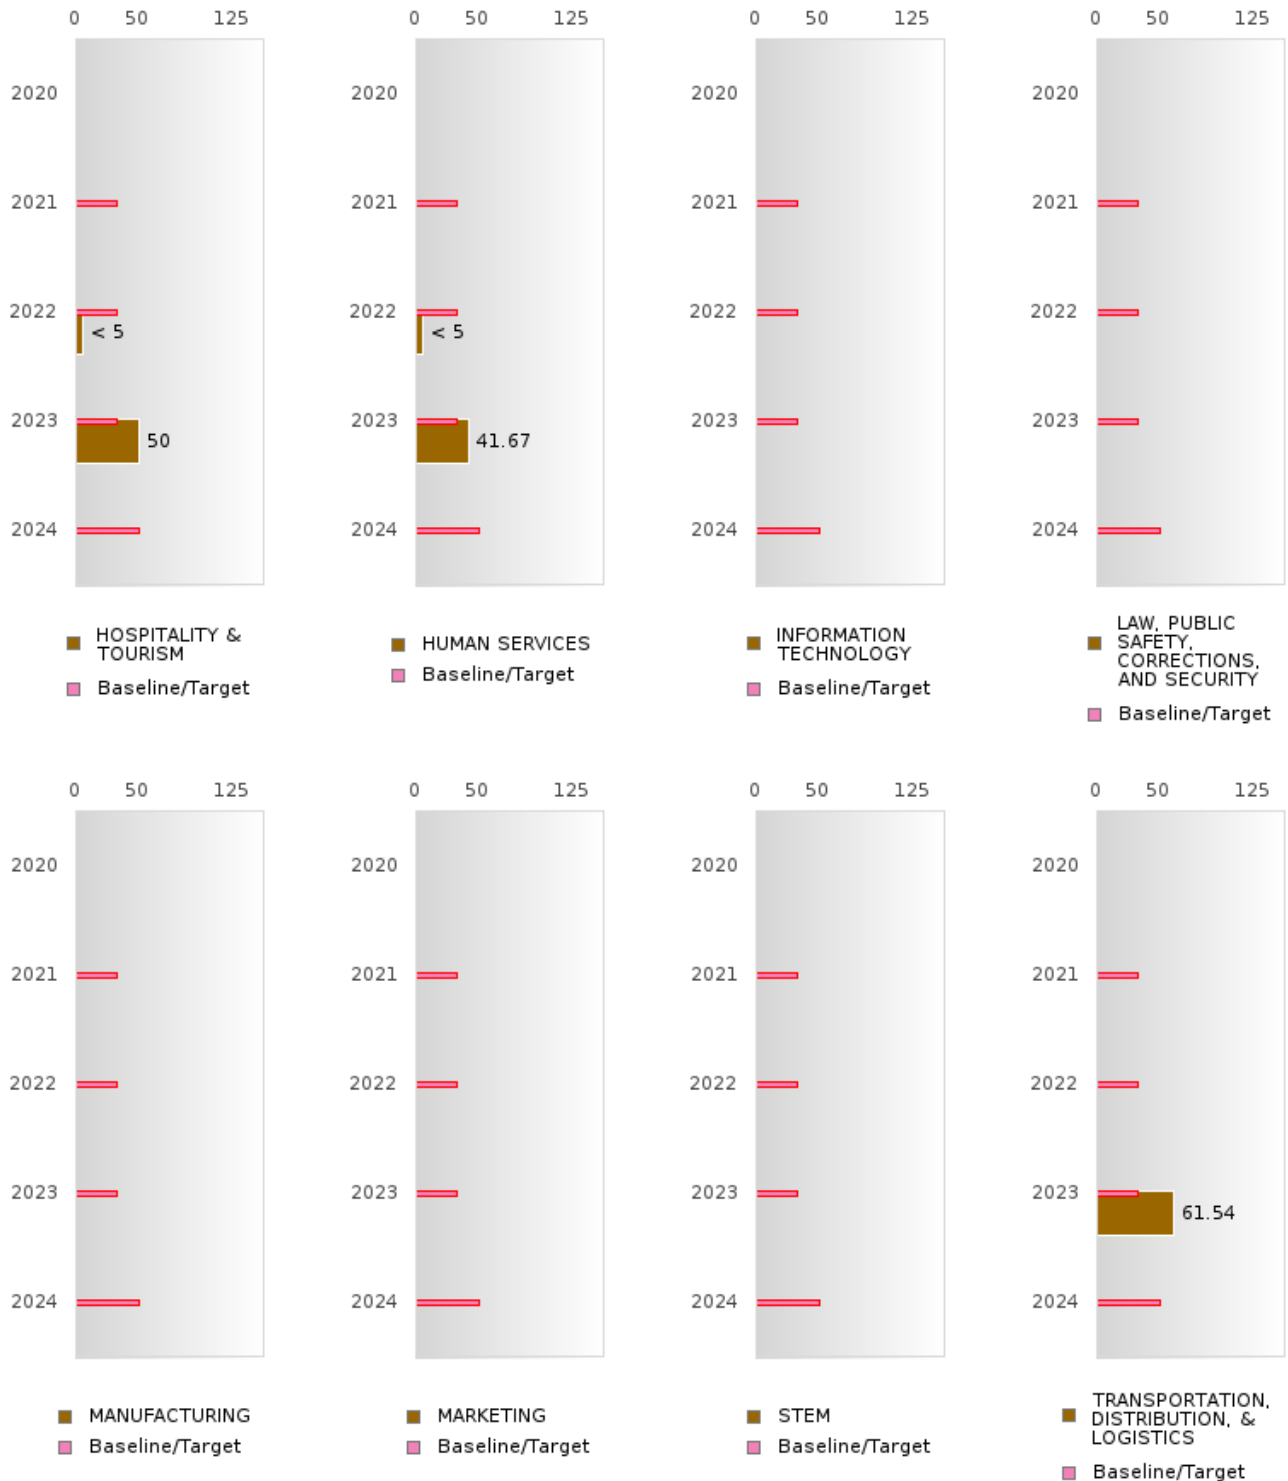 0 50 125 0 50 125 0 50 125 0 50 125
2020 2020 2020 2020
2021 2021 2021 2021
2022 2022 2022 2022
< 5 < 5
2023 2023 2023 2023
50 41.67
2024 2024 2024 2024
HOSPITALITY &
TOURISM
Baseline/Target
HUMAN SERVICES
Baseline/Target
INFORMATION
TECHNOLOGY
Baseline/Target
LAW, PUBLIC
SAFETY,
CORRECTIONS,
AND SECURITY
Baseline/Target
0 50 125 0 50 125 0 50 125 0 50 125
2020 2020 2020 2020
2021 2021 2021 2021
2022 2022 2022 2022
2023 2023 2023 2023
61.54
2024 2024 2024 2024
MANUFACTURING
Baseline/Target
MARKETING
Baseline/Target
STEM
Baseline/Target
TRANSPORTATION,
DISTRIBUTION, &
LOGISTICS
Baseline/Target